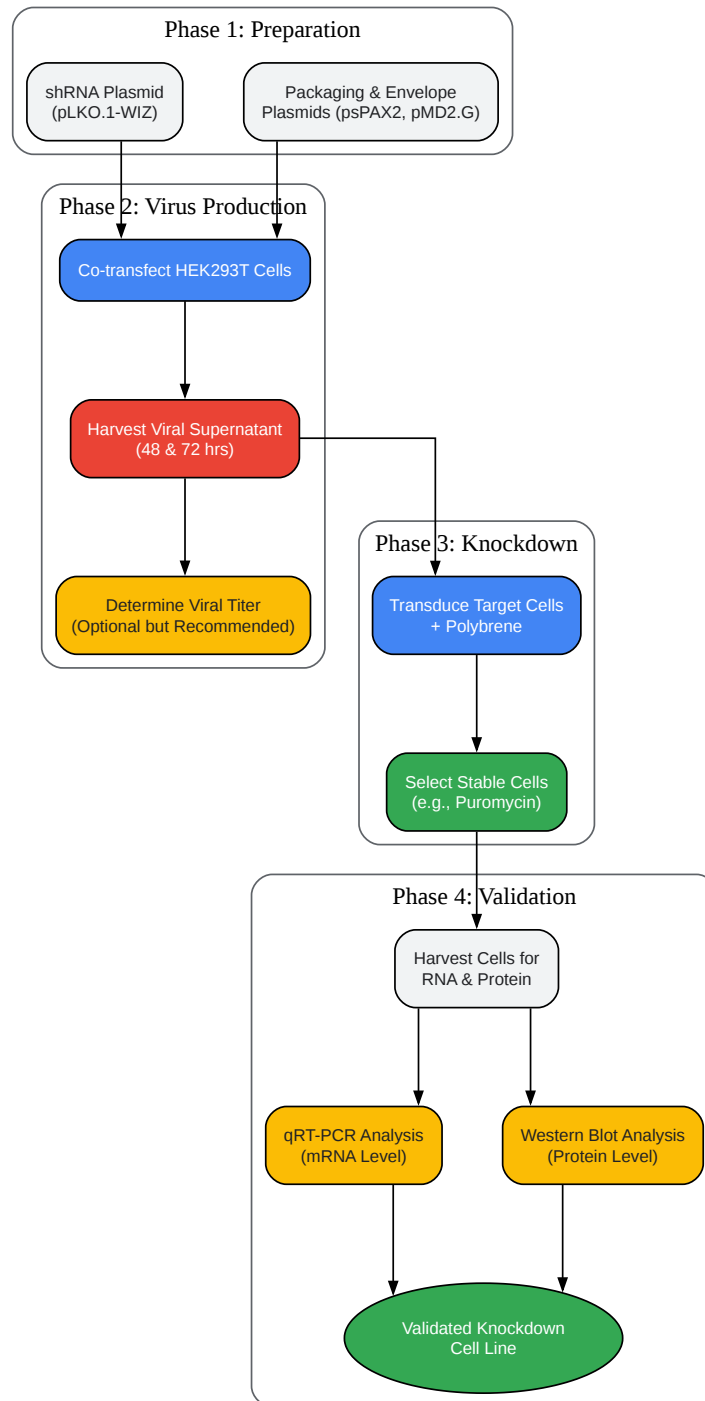 Phase 1: Preparation
shRNA Plasmid
(pLKO.1-WIZ)
Packaging & Envelope
Plasmids (psPAX2, pMD2.G)
Phase 2: Virus Production
Co-transfect HEK293T Cells
Harvest Viral Supernatant
(48 & 72 hrs)
Determine Viral Titer
(Optional but Recommended)
Phase 3: Knockdown
Transduce Target Cells
+ Polybrene
Select Stable Cells
(e.g., Puromycin)
Phase 4: Validation
Harvest Cells for
RNA & Protein
qRT-PCR Analysis
(mRNA Level)
Western Blot Analysis
(Protein Level)
Validated Knockdown
Cell Line